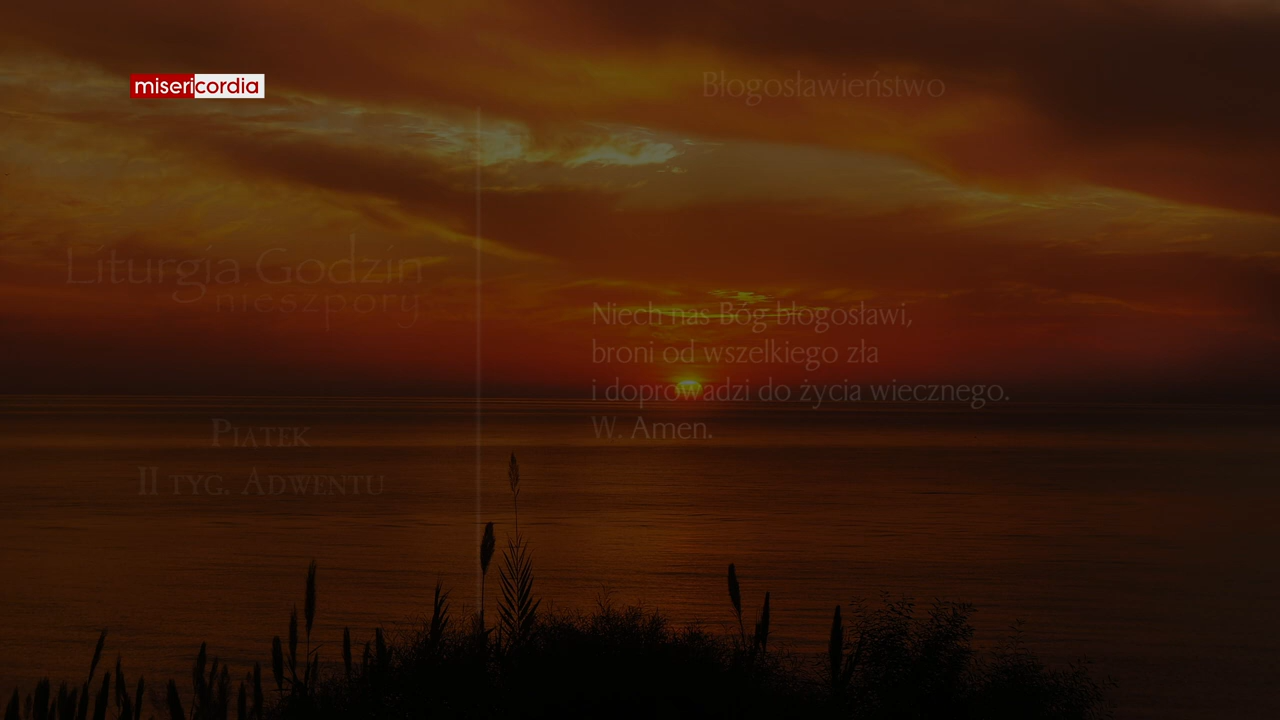 misericordia
Błogosławieństwo
Liturgja Godzin
nieszpory
Niech nas Bóg błogosławi,
broni od wszelkiego zła
i doprowadzi do życia wiecznego.
W. Amen.
Piątek
II tyg. Adwentu